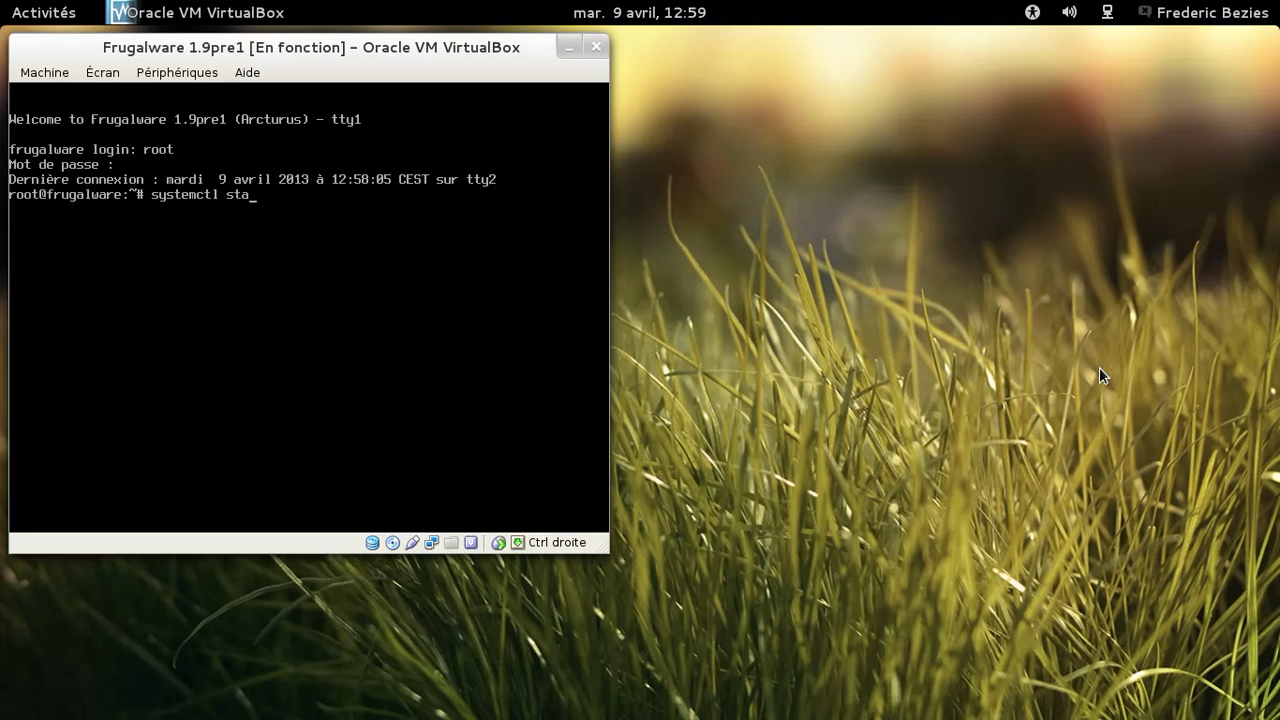 Activités
Oracle VM VirtualBox
mar. 9 avril, 12:59
Frederic Bezies
Frugalware 1.9pre1 [En fonction] - Oracle VM VirtualBox
Machine Écran Périphériques Aide
Welcome to Frugalware 1.9pre1 (Arcturus) - tty1
frugalware login: root
Mot de passe :
Dernière connexion : mardi  9 avril 2013 à 12:58:05 CEST sur tty2
root@frugalware:~# systemctl sta_
Ctrl droite